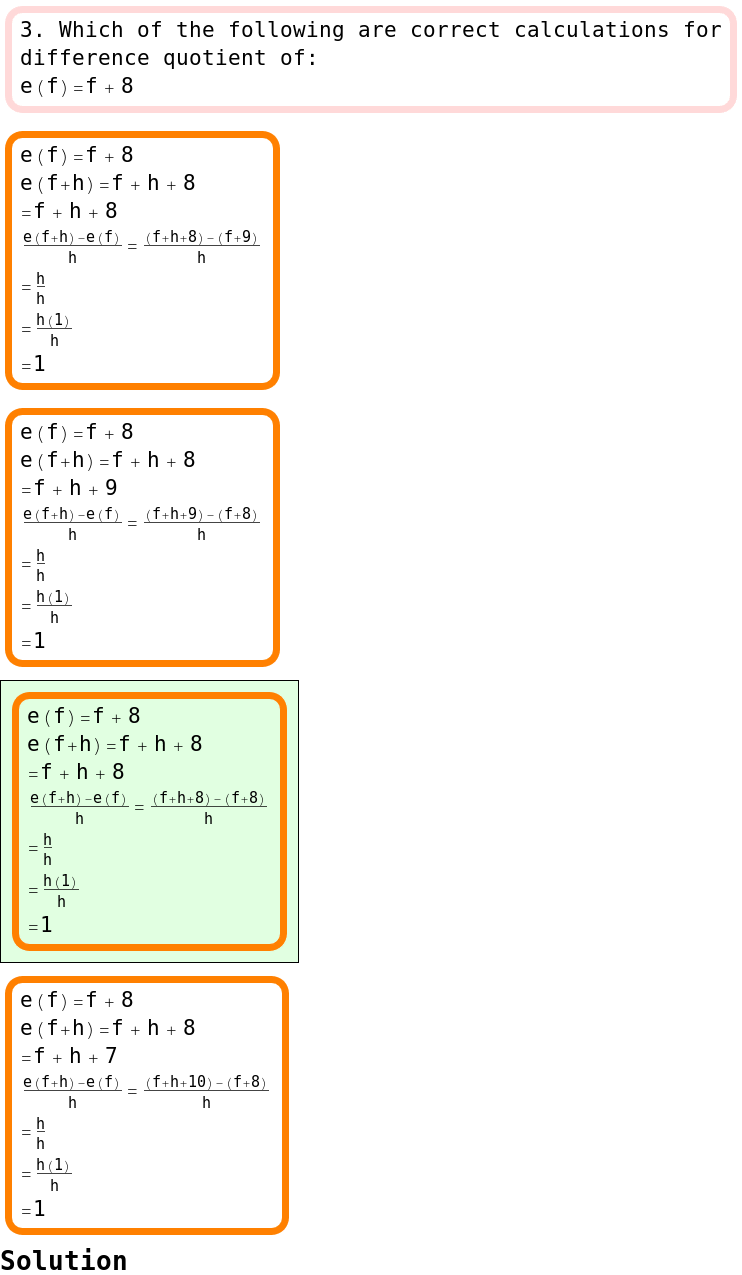 3. Which of the following are correct calculations for
difference quotient of:
e(f)=f + 8
e(f)=f + 8
e(f+h)=f + h + 8
=f + h + 8
\frac{e(f+h)-e(f)}{h} = \frac{(f+h+8)-(f+9)}{h}
=\frac{h}{h}
=\frac{h(1)}{h}
=1
e(f)=f + 8
e(f+h)=f + h + 8
=f + h + 9
\frac{e(f+h)-e(f)}{h} = \frac{(f+h+9)-(f+8)}{h}
=\frac{h}{h}
=\frac{h(1)}{h}
=1
e(f)=f + 8
e(f+h)=f + h + 8
=f + h + 8
\frac{e(f+h)-e(f)}{h} = \frac{(f+h+8)-(f+8)}{h}
=\frac{h}{h}
=\frac{h(1)}{h}
=1
e(f)=f + 8
e(f+h)=f + h + 8
=f + h + 7
\frac{e(f+h)-e(f)}{h} = \frac{(f+h+10)-(f+8)}{h}
=\frac{h}{h}
=\frac{h(1)}{h}
=1
Solution